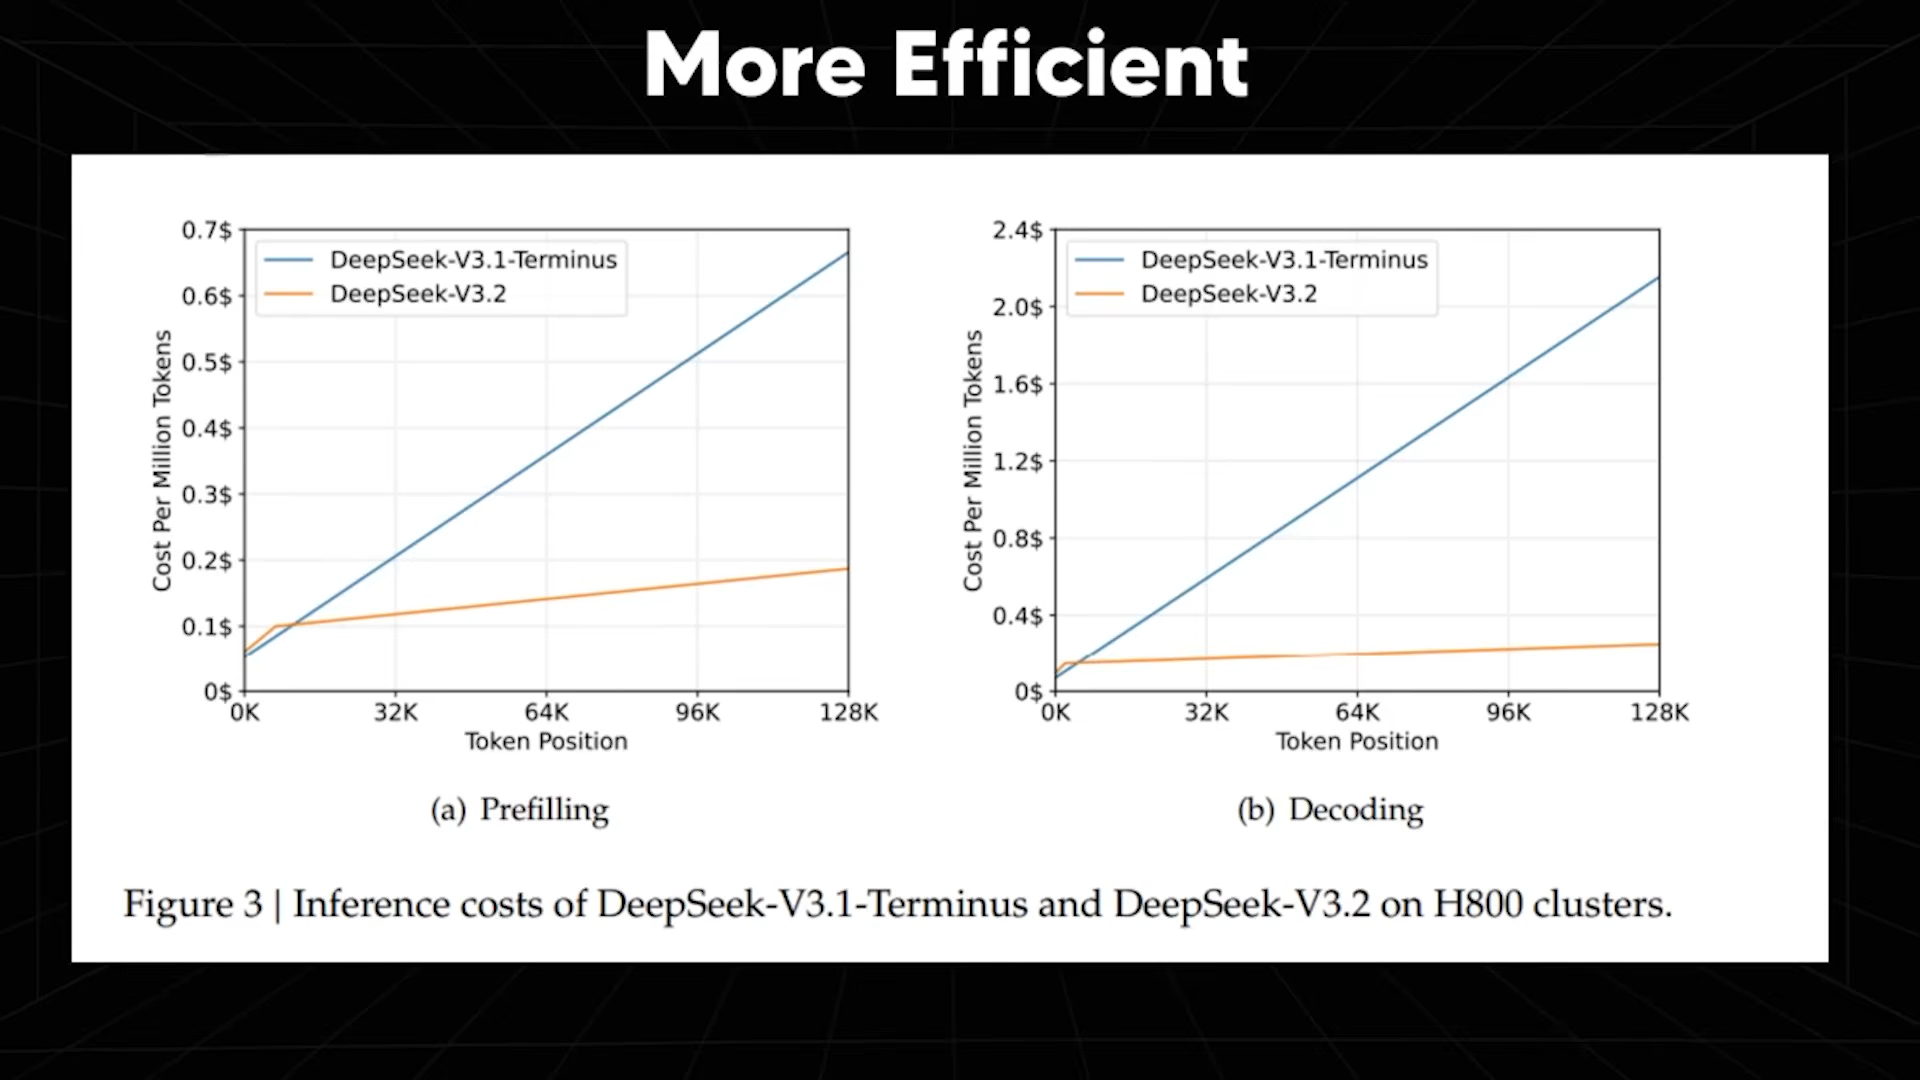 More Efficient
0.7$
0.6$
0.5$
0.4$
0.3$
0.2$
0.1$
0$
Cost Per Million Tokens
DeepSeek-V3.1-Terminus
DeepSeek-V3.2
0K 32K 64K 96K 128K
Token Position
(a) Prefilling
2.4$
2.0$
1.6$
1.2$
0.8$
0.4$
0$
Cost Per Million Tokens
DeepSeek-V3.1-Terminus
DeepSeek-V3.2
0K 32K 64K 96K 128K
Token Position
(b) Decoding
Figure 3 | Inference costs of DeepSeek-V3.1-Terminus and DeepSeek-V3.2 on H800 clusters.